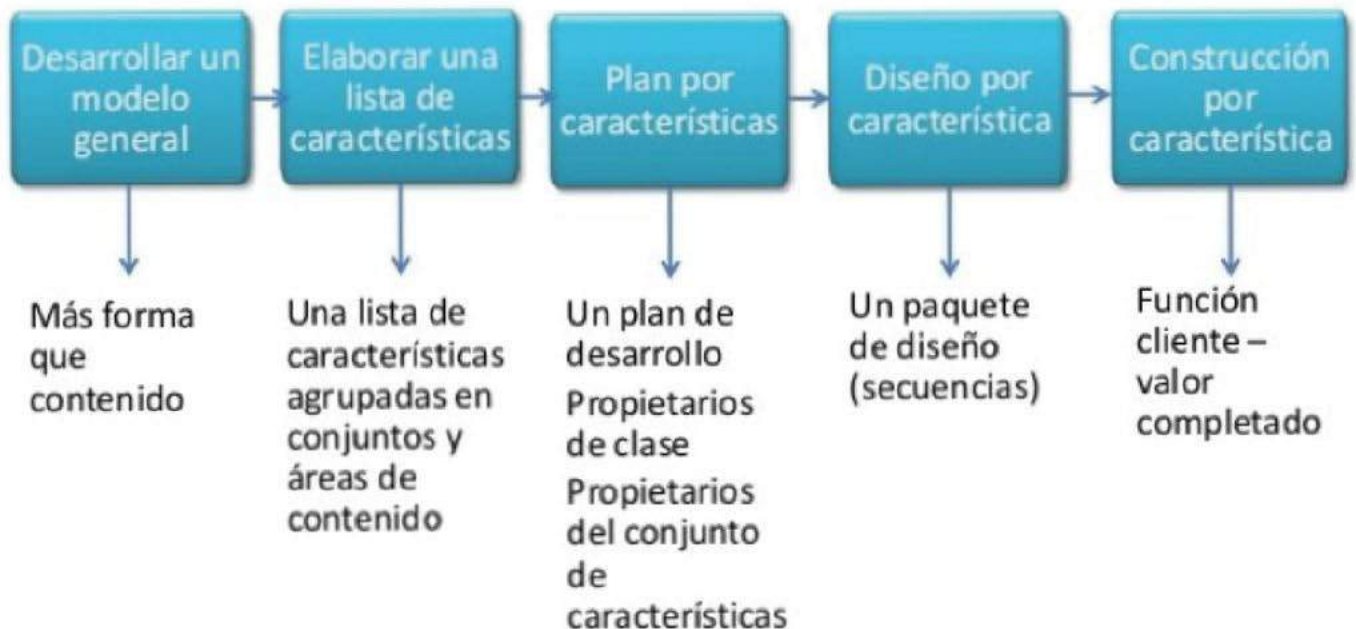 Desarrollar un
modelo
general
Elaborar una
lista de
características
Plan por
características
Diseño por
característica
Construcción
por
característica
Más forma
que
contenido
Una lista de
características
agrupadas en
conjuntos y
áreas de
contenido
Un plan de
desarrollo
Propietarios
de clase
Propietarios
del conjunto
de
características
Un paquete
de diseño
(secuencias)
Función
cliente –
valor
completado